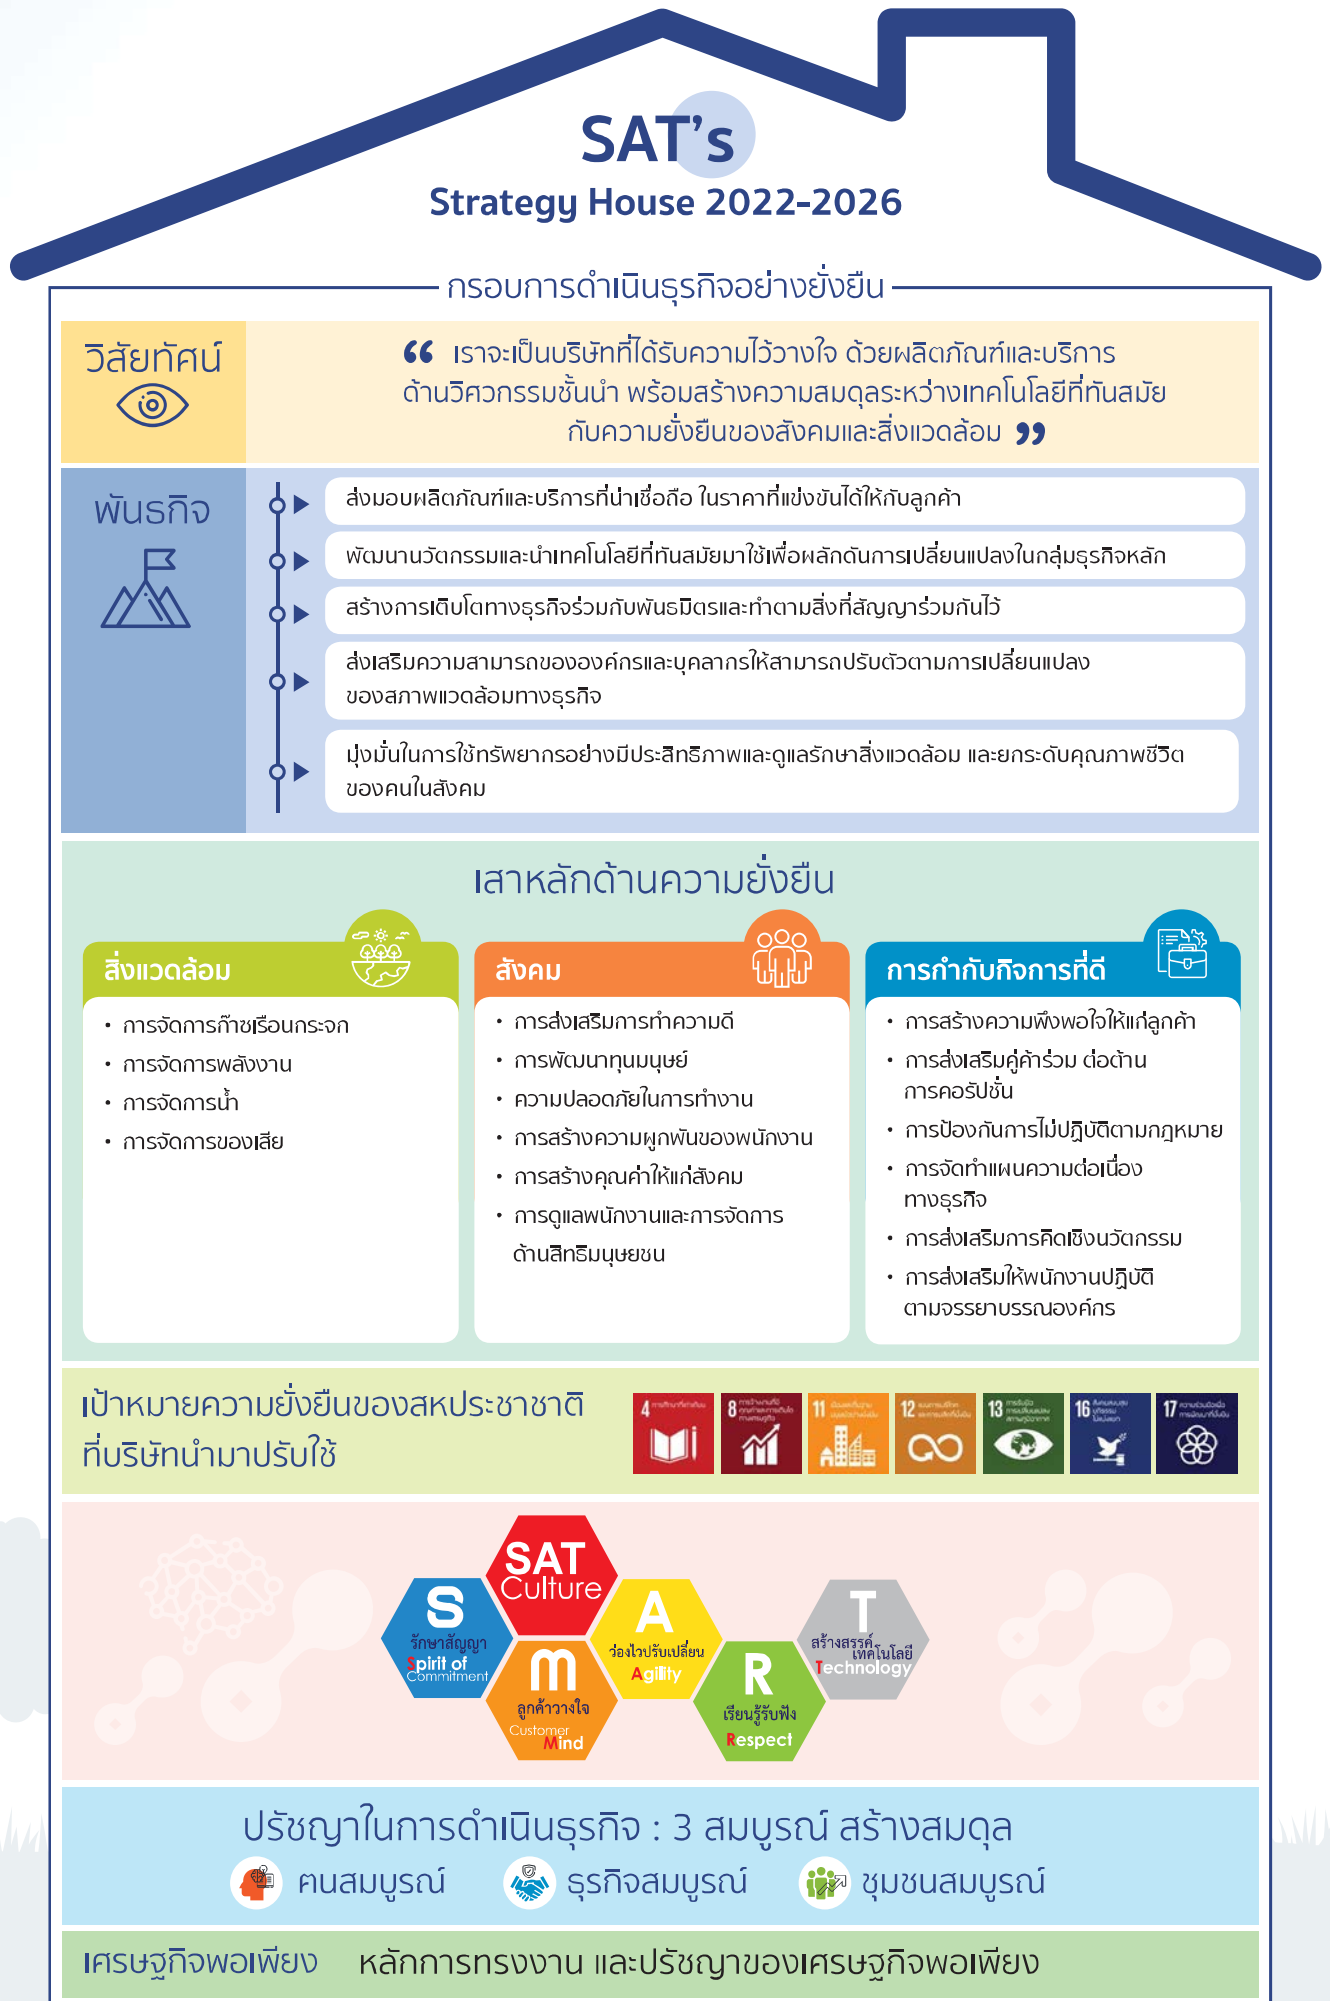 SAT's
Strategy House 2022-2026
กรอบการดำเนินธุรกิจอย่างยั่งยืน
วิสัยทัศน์
“ เราจะเป็นบริษัทที่ได้รับความไว้วางใจ ด้วยผลิตภัณฑ์และบริการ
ด้านวิศวกรรมชั้นนำ พร้อมสร้างความสมดุลระหว่างเทคโนโลยีที่ทันสมัย
กับความยั่งยืนของสังคมและสิ่งแวดล้อม ”
พันธกิจ
ส่งมอบผลิตภัณฑ์และบริการที่น่าเชื่อถือ ในราคาที่แข่งขันได้ให้กับลูกค้า
พัฒนานวัตกรรมและนำเทคโนโลยีที่ทันสมัยมาใช้เพื่อผลักดันการเปลี่ยนแปลงในกลุ่มธุรกิจหลัก
สร้างการเติบโตทางธุรกิจร่วมกับพันธมิตรและทำตามสิ่งที่สัญญาร่วมกันไว้
ส่งเสริมความสามารถขององค์กรและบุคลากรให้สามารถปรับตัวตามการเปลี่ยนแปลง
ของสภาพแวดล้อมทางธุรกิจ
มุ่งมั่นในการใช้ทรัพยากรอย่างมีประสิทธิภาพและดูแลรักษาสิ่งแวดล้อม และยกระดับคุณภาพชีวิต
ของคนในสังคม
เสาหลักด้านความยั่งยืน
สิ่งแวดล้อม
• การจัดการก๊าซเรือนกระจก
• การจัดการพลังงาน
• การจัดการน้ำ
• การจัดการของเสีย
สังคม
• การส่งเสริมการทำความดี
• การพัฒนาทุนมนุษย์
• ความปลอดภัยในการทำงาน
• การสร้างความผูกพันของพนักงาน
• การสร้างคุณค่าให้แก่สังคม
• การดูแลพนักงานและการจัดการ
ด้านสิทธิมนุษยชน
การกำกับกิจการที่ดี
• การสร้างความพึงพอใจให้แก่ลูกค้า
• การส่งเสริมคู่ค้าร่วม ต่อต้าน
การคอรัปชั่น
• การป้องกันการไม่ปฏิบัติตามกฎหมาย
• การจัดทำแผนความต่อเนื่อง
ทางธุรกิจ
• การส่งเสริมการคิดเชิงนวัตกรรม
• การส่งเสริมให้พนักงานปฏิบัติ
ตามจรรยาบรรณองค์กร
เป้าหมายความยั่งยืนของสหประชาชาติ
ที่บริษัทนำมาปรับใช้
4
8
11
12
13
16
17
SAT
Culture
S
รักษาสัญญา
Spirit of
Commitment
m
ลูกค้าวางใจ
Customer
Mind
A
ว่องไวปรับเปลี่ยน
Agility
R
เรียนรู้รับฟัง
Respect
T
สร้างสรรค์
เทคโนโลยี
Technology
ปรัชญาในการดำเนินธุรกิจ : 3 สมบูรณ์ สร้างสมดุล
คนสมบูรณ์
ธุรกิจสมบูรณ์
ชุมชนสมบูรณ์
เศรษฐกิจพอเพียง
หลักการทรงงาน และปรัชญาของเศรษฐกิจพอเพียง